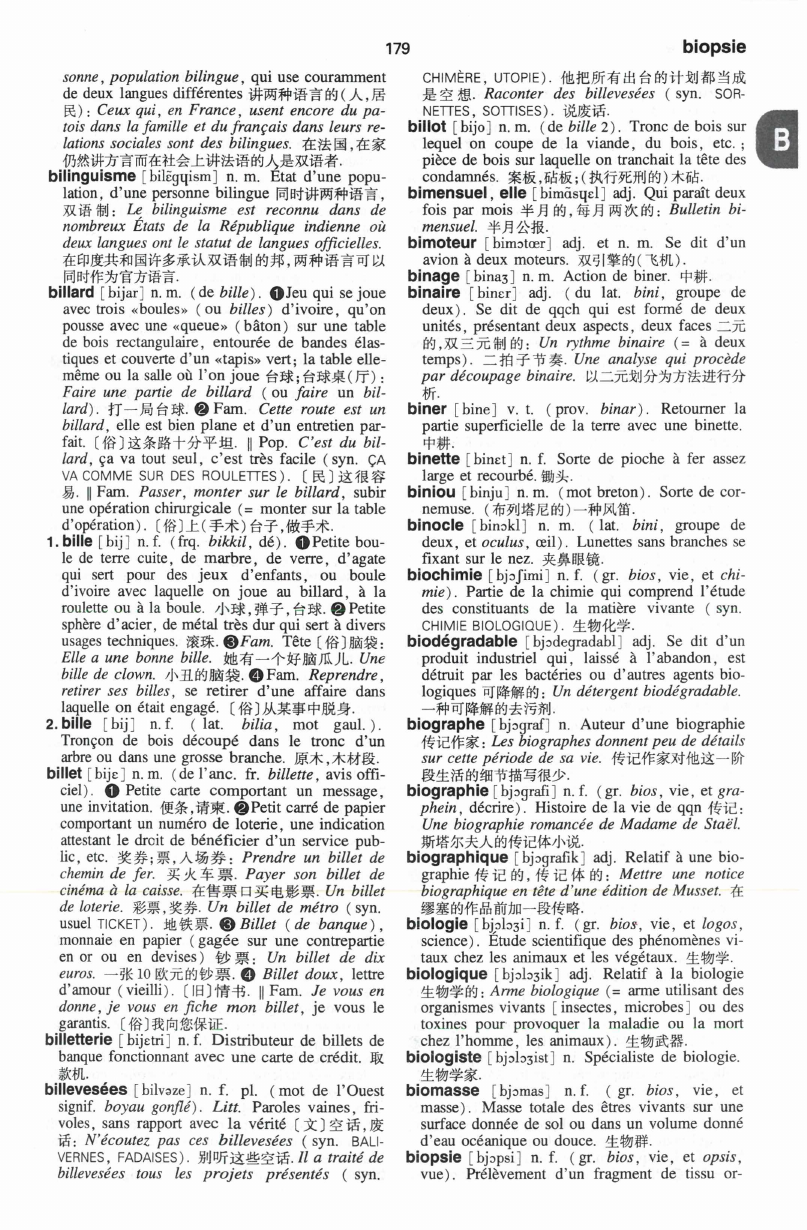 179
biopsie
sonne, population bilingue, qui use couramment
de deux langues différentes 讲两种语言的(人,居
民): Ceux qui, en France, usent encore du pa-
tois dans la famille et du français dans leurs re-
lations sociales sont des bilingues. 在法国,在家
仍然讲方言而在社会上讲法语的人是双语者.
bilinguisme [bilɛ̃gɥism] n. m. État d'une popu-
lation, d'une personne bilingue 同时讲两种语言,
双语制: Le bilinguisme est reconnu dans de
nombreux États de la République indienne où
deux langues ont le statut de langues officielles.
在印度共和国许多承认双语制的邦,两种语言可以
同时作为官方语言.
billard [bijar] n. m. (de bille). ❶Jeu qui se joue
avec trois «boules» (ou billes) d'ivoire, qu'on
pousse avec une «queue» (bâton) sur une table
de bois rectangulaire, entourée de bandes élas-
tiques et couverte d'un «tapis» vert; la table elle-
même ou la salle où l'on joue 台球;台球桌(厅):
Faire une partie de billard (ou faire un bil-
lard). 打一局台球. ❷ Fam. Cette route est un
billard, elle est bien plane et d'un entretien par-
fait. 〔俗〕这条路十分平坦. ‖ Pop. C'est du bil-
lard, ça va tout seul, c'est très facile (syn. ÇA
VA COMME SUR DES ROULETTES). 〔民〕这很容
易. ‖ Fam. Passer, monter sur le billard, subir
une opération chirurgicale (= monter sur la table
d'opération). 〔俗〕上(手术)台子,做手术.
1. bille [bij] n. f. (frq. bikkil, dé). ❶Petite bou-
le de terre cuite, de marbre, de verre, d'agate
qui sert pour des jeux d'enfants, ou boule
d'ivoire avec laquelle on joue au billard, à la
roulette ou à la boule. 小球,弹子,台球. ❷Petite
sphère d'acier, de métal très dur qui sert à divers
usages techniques. 滚珠. ❸Fam. Tête〔俗〕脑袋:
Elle a une bonne bille. 她有一个好脑瓜儿. Une
bille de clown. 小丑的脑袋. ❹Fam. Reprendre,
retirer ses billes, se retirer d'une affaire dans
laquelle on était engagé. 〔俗〕从某事中脱身.
2. bille [bij] n. f. (lat. bilia, mot gaul.).
Tronçon de bois découpé dans le tronc d'un
arbre ou dans une grosse branche. 原木,木材段.
billet [bijɛ] n. m. (de l'anc. fr. billette, avis offi-
ciel). ❶ Petite carte comportant un message,
une invitation. 便条,请柬. ❷Petit carré de papier
comportant un numéro de loterie, une indication
attestant le droit de bénéficier d'un service pub-
lic, etc. 奖券;票,入场券: Prendre un billet de
chemin de fer. 买火车票. Payer son billet de
cinéma à la caisse. 在售票口买电影票. Un billet
de loterie. 彩票,奖券. Un billet de métro (syn.
usuel TICKET). 地铁票. ❸ Billet (de banque),
monnaie en papier (gagée sur une contrepartie
en or ou en devises) 钞票: Un billet de dix
euros. 一张10欧元的钞票. ❹ Billet doux, lettre
d'amour (vieilli). 〔旧〕情书. ‖ Fam. Je vous en
donne, je vous en fiche mon billet, je vous le
garantis. 〔俗〕我向您保证.
billetterie [bijɛtri] n. f. Distributeur de billets de
banque fonctionnant avec une carte de crédit. 取
款机.
billevesées [bilvəze] n. f. pl. (mot de l'Ouest
signif. boyau gonflé). Litt. Paroles vaines, fri-
voles, sans rapport avec la vérité 〔文〕空话,废
话: N'écoutez pas ces billevesées (syn. BALI-
VERNES, FADAISES). 别听这些空话. Il a traité de
billevesées tous les projets présentés (syn.
CHIMÈRE, UTOPIE). 他把所有出台的计划都当成
是空想. Raconter des billevesées (syn. SOR-
NETTES, SOTTISES). 说废话.
billot [bijo] n. m. (de bille 2). Tronc de bois sur
lequel on coupe de la viande, du bois, etc.;
pièce de bois sur laquelle on tranchait la tête des
condamnés. 案板,砧板;(执行死刑的)木砧.
bimensuel, elle [bimɑ̃sɥɛl] adj. Qui paraît deux
fois par mois 半月的,每月两次的: Bulletin bi-
mensuel. 半月公报.
bimoteur [bimɔtœr] adj. et n. m. Se dit d'un
avion à deux moteurs. 双引擎的(飞机).
binage [binaʒ] n. m. Action de biner. 中耕.
binaire [binɛr] adj. (du lat. bini, groupe de
deux). Se dit de qqch qui est formé de deux
unités, présentant deux aspects, deux faces 二元
的,双三元制的: Un rythme binaire (= à deux
temps). 二拍子节奏. Une analyse qui procède
par découpage binaire. 以二元划分为方法进行分
析.
biner [bine] v. t. (prov. binar). Retourner la
partie superficielle de la terre avec une binette.
中耕.
binette [binɛt] n. f. Sorte de pioche à fer assez
large et recourbé. 锄头.
biniou [binju] n. m. (mot breton). Sorte de cor-
nemuse. (布列塔尼的)一种风笛.
binocle [binɔkl] n. m. (lat. bini, groupe de
deux, et oculus, œil). Lunettes sans branches se
fixant sur le nez. 夹鼻眼镜.
biochimie [bjɔʃimi] n. f. (gr. bios, vie, et chi-
mie). Partie de la chimie qui comprend l'étude
des constituants de la matière vivante (syn.
CHIMIE BIOLOGIQUE). 生物化学.
biodégradable [bjɔdegradabl] adj. Se dit d'un
produit industriel qui, laissé à l'abandon, est
détruit par les bactéries ou d'autres agents bio-
logiques 可降解的: Un détergent biodégradable.
一种可降解的去污剂.
biographe [bjɔgraf] n. Auteur d'une biographie
传记作家: Les biographes donnent peu de détails
sur cette période de sa vie. 传记作家对他这一阶
段生活的细节描写很少.
biographie [bjɔgrafi] n. f. (gr. bios, vie, et gra-
phein, décrire). Histoire de la vie de qqn 传记:
Une biographie romancée de Madame de Staël.
斯塔尔夫人的传记体小说.
biographique [bjɔgrafik] adj. Relatif à une bio-
graphie 传记的,传记体的: Mettre une notice
biographique en tête d'une édition de Musset. 在
缪塞的作品前加一段传略.
biologie [bjɔlɔʒi] n. f. (gr. bios, vie, et logos,
science). Étude scientifique des phénomènes vi-
taux chez les animaux et les végétaux. 生物学.
biologique [bjɔlɔʒik] adj. Relatif à la biologie
生物学的: Arme biologique (= arme utilisant des
organismes vivants [insectes, microbes] ou des
toxines pour provoquer la maladie ou la mort
chez l'homme, les animaux). 生物武器.
biologiste [bjɔlɔʒist] n. Spécialiste de biologie.
生物学家.
biomasse [bjɔmas] n. f. (gr. bios, vie, et
masse). Masse totale des êtres vivants sur une
surface donnée de sol ou dans un volume donné
d'eau océanique ou douce. 生物群.
biopsie [bjɔpsi] n. f. (gr. bios, vie, et opsis,
vue). Prélèvement d'un fragment de tissu or-
B